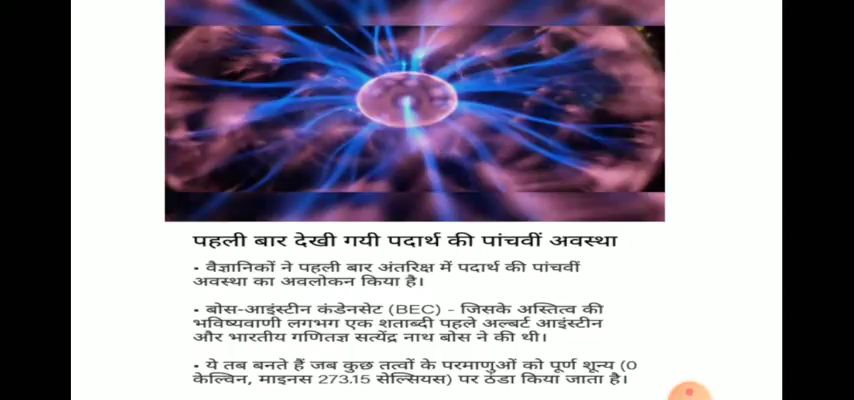 पहली बार देखी गयी पदार्थ की पांचवीं अवस्था
• वैज्ञानिकों ने पहली बार अंतरिक्ष में पदार्थ की पांचवीं
अवस्था का अवलोकन किया है।
• बोस-आइंस्टीन कंडेनसेट (BEC) - जिसके अस्तित्व की
भविष्यवाणी लगभग एक शताब्दी पहले अल्बर्ट आइंस्टीन
और भारतीय गणितज्ञ सत्येंद्र नाथ बोस ने की थी।
• ये तब बनते हैं जब कुछ तत्वों के परमाणुओं को पूर्ण शून्य (0
केल्विन, माइनस 273.15 सेल्सियस) पर ठंडा किया जाता है।